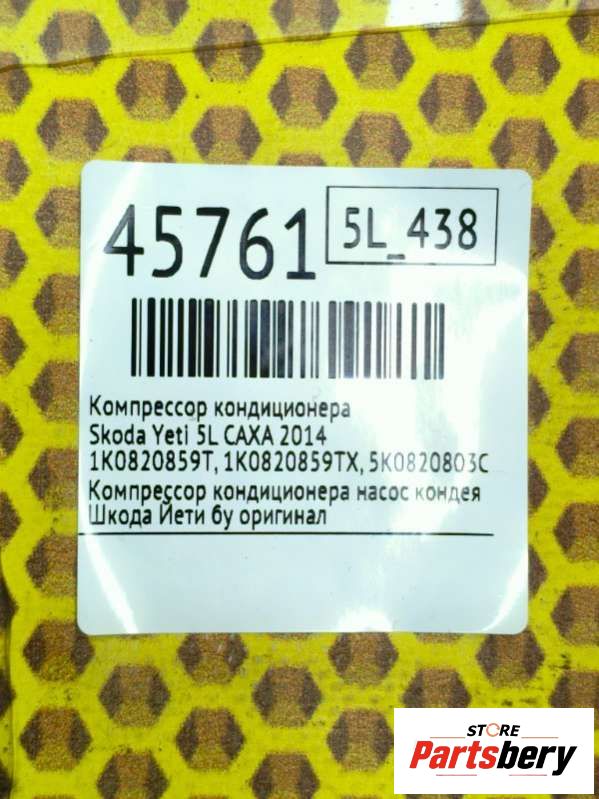 45761
5L_438
Компрессор кондиционера
Skoda Yeti 5L CAXA 2014
1K0820859T, 1K0820859TX, 5K0820803C
Компрессор кондиционера насос кондея
Шкода Йети бу оригинал
STORE
Partsbery